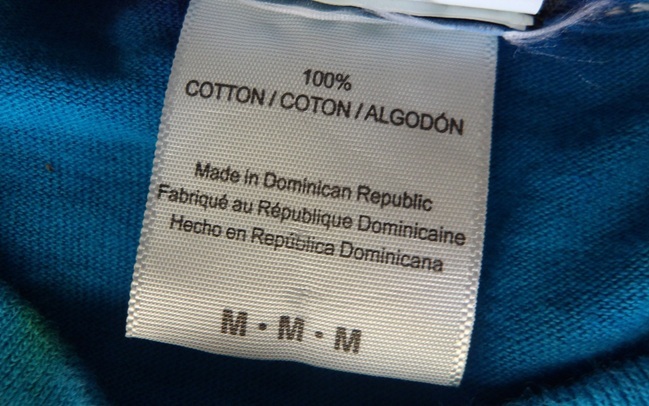 100%
COTTON / COTON / ALGODÓN
Made in Dominican Republic
Fabriqué au République Dominicaine
Hecho en República Dominicana
M • M • M